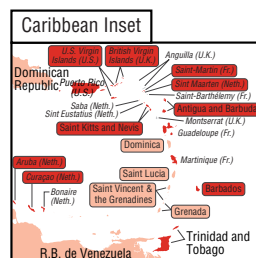 Caribbean Inset
U.S. Virgin
Islands (U.S.)
British Virgin
Islands (U.K.)
Anguilla (U.K.)
Saint-Martin (Fr.)
Sint Maarten (Neth.)
Saint-Barthélemy (Fr.)
Dominican
Republic
Puerto Rico
(U.S.)
Saba (Neth.)
Sint Eustatius (Neth.)
Antigua and Barbuda
Montserrat (U.K.)
Saint Kitts and Nevis
Guadeloupe (Fr.)
Dominica
Martinique (Fr.)
Aruba (Neth.)
Saint Lucia
Curaçao (Neth.)
Saint Vincent &
the Grenadines
Barbados
Bonaire
(Neth.)
Grenada
Trinidad and
Tobago
R.B. de Venezuela